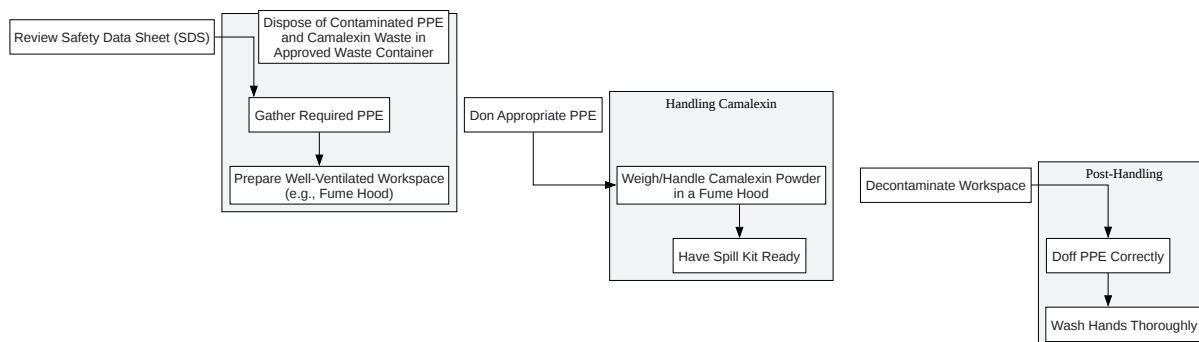 Review Safety Data Sheet (SDS)
Dispose of Contaminated PPE
and Camalexin Waste in
Approved Waste Container
Gather Required PPE
Prepare Well-Ventilated Workspace
(e.g., Fume Hood)
Don Appropriate PPE
Handling Camalexin
Weigh/Handle Camalexin Powder
in a Fume Hood
Have Spill Kit Ready
Decontaminate Workspace
Post-Handling
Doff PPE Correctly
Wash Hands Thoroughly